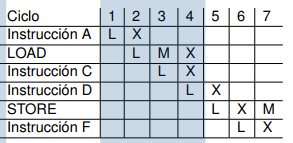 Ciclo 1 2 3 4 5 6 7
Instrucción A L X
LOAD L M X
Instrucción C L X
Instrucción D L X
STORE L X M
Instrucción F L X